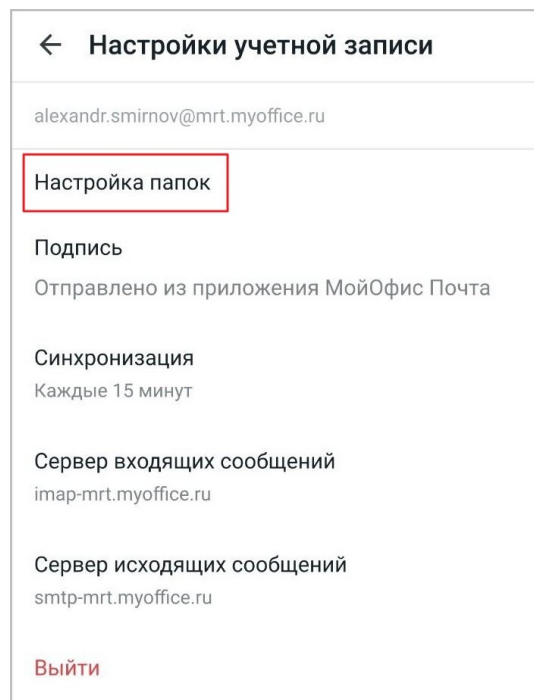 Настройки учетной записи
alexandr.smirnov@mrt.myoffice.ru
Настройка папок
Подпись
Отправлено из приложения МойОфис Почта
Синхронизация
Каждые 15 минут
Сервер входящих сообщений
imap-mrt.myoffice.ru
Сервер исходящих сообщений
smtp-mrt.myoffice.ru
Выйти